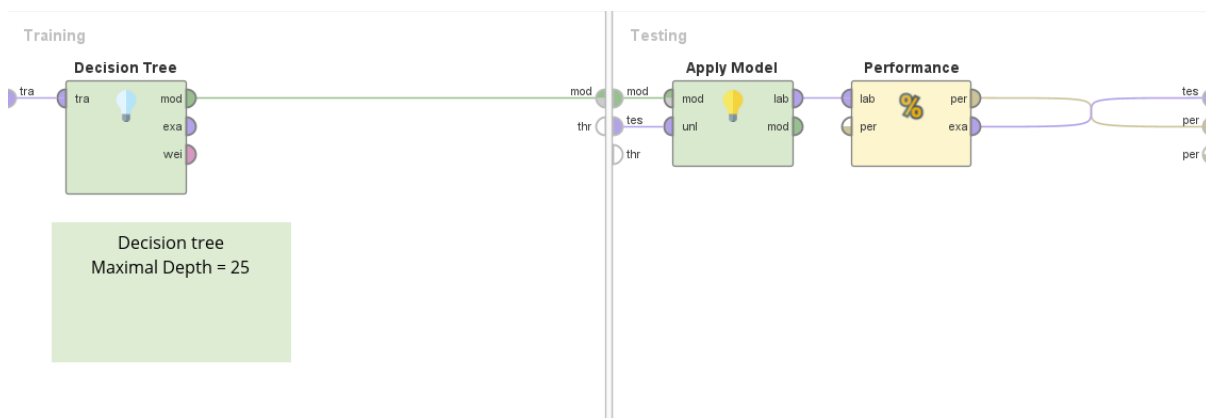 Training
Testing
Decision Tree
Apply Model
Performance
tra
tra
mod
exa
wei
mod
thr
mod
tes
thr
mod
unl
lab
mod
lab
per
per
exa
tes
per
per
%
Decision tree
Maximal Depth = 25